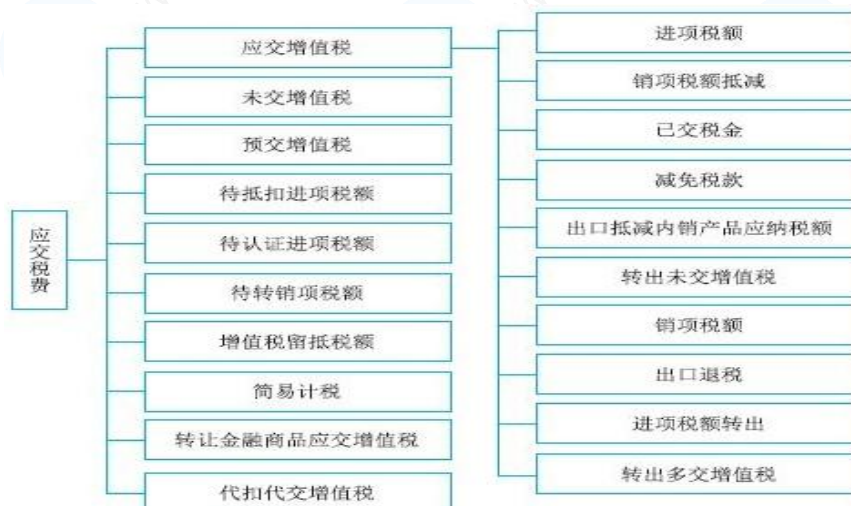 应交税费
应交增值税
未交增值税
预交增值税
待抵扣进项税额
待认证进项税额
待转销项税额
增值税留抵税额
简易计税
转让金融商品应交增值税
代扣代交增值税
进项税额
销项税额抵减
已交税金
减免税款
出口抵减内销产品应纳税额
转出未交增值税
销项税额
出口退税
进项税额转出
转出多交增值税